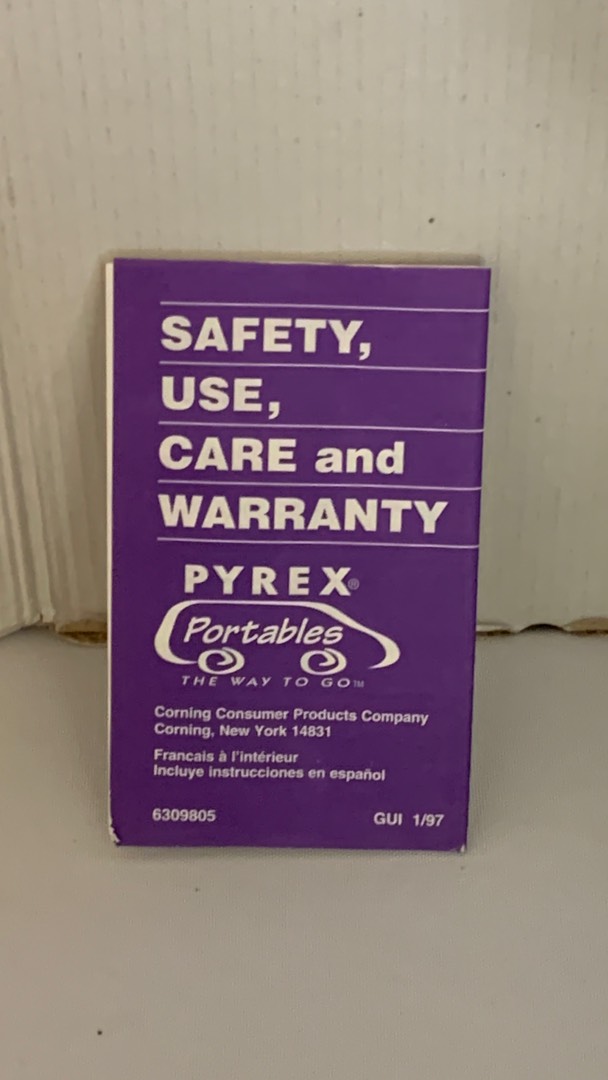 SAFETY,
USE,
CARE and
WARRANTY
PYREX®
Portables
THE WAY TO GO™
Corning Consumer Products Company
Corning, New York 14831
Francais à l'intérieur
Incluye instrucciones en español
6309805 GUI 1/97